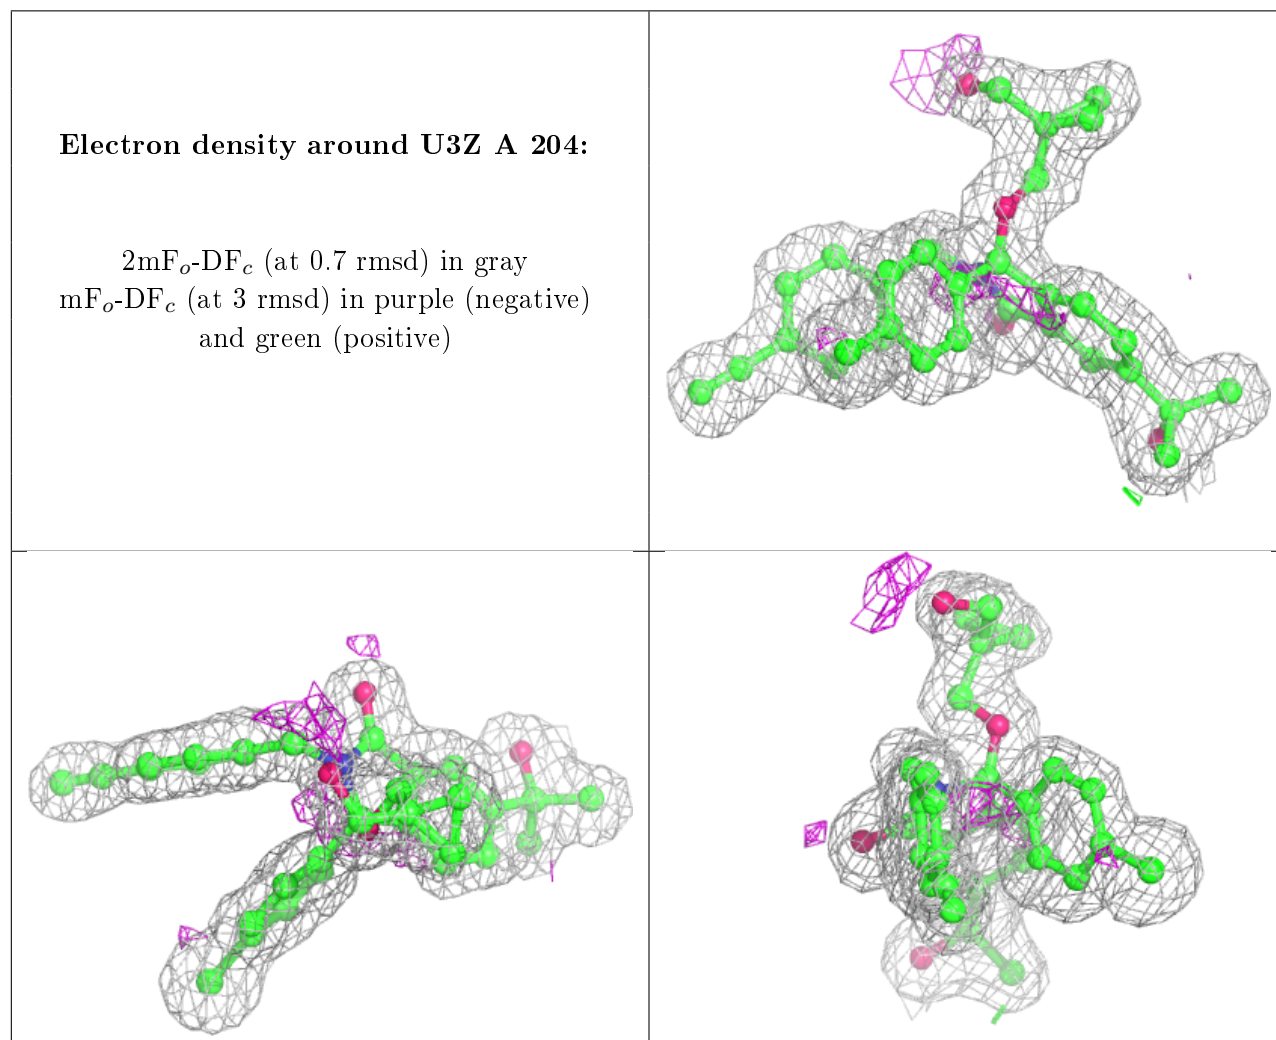 Electron density around U3Z A 204:
2mFo-DFc (at 0.7 rmsd) in gray
mFo-DFc (at 3 rmsd) in purple (negative)
and green (positive)